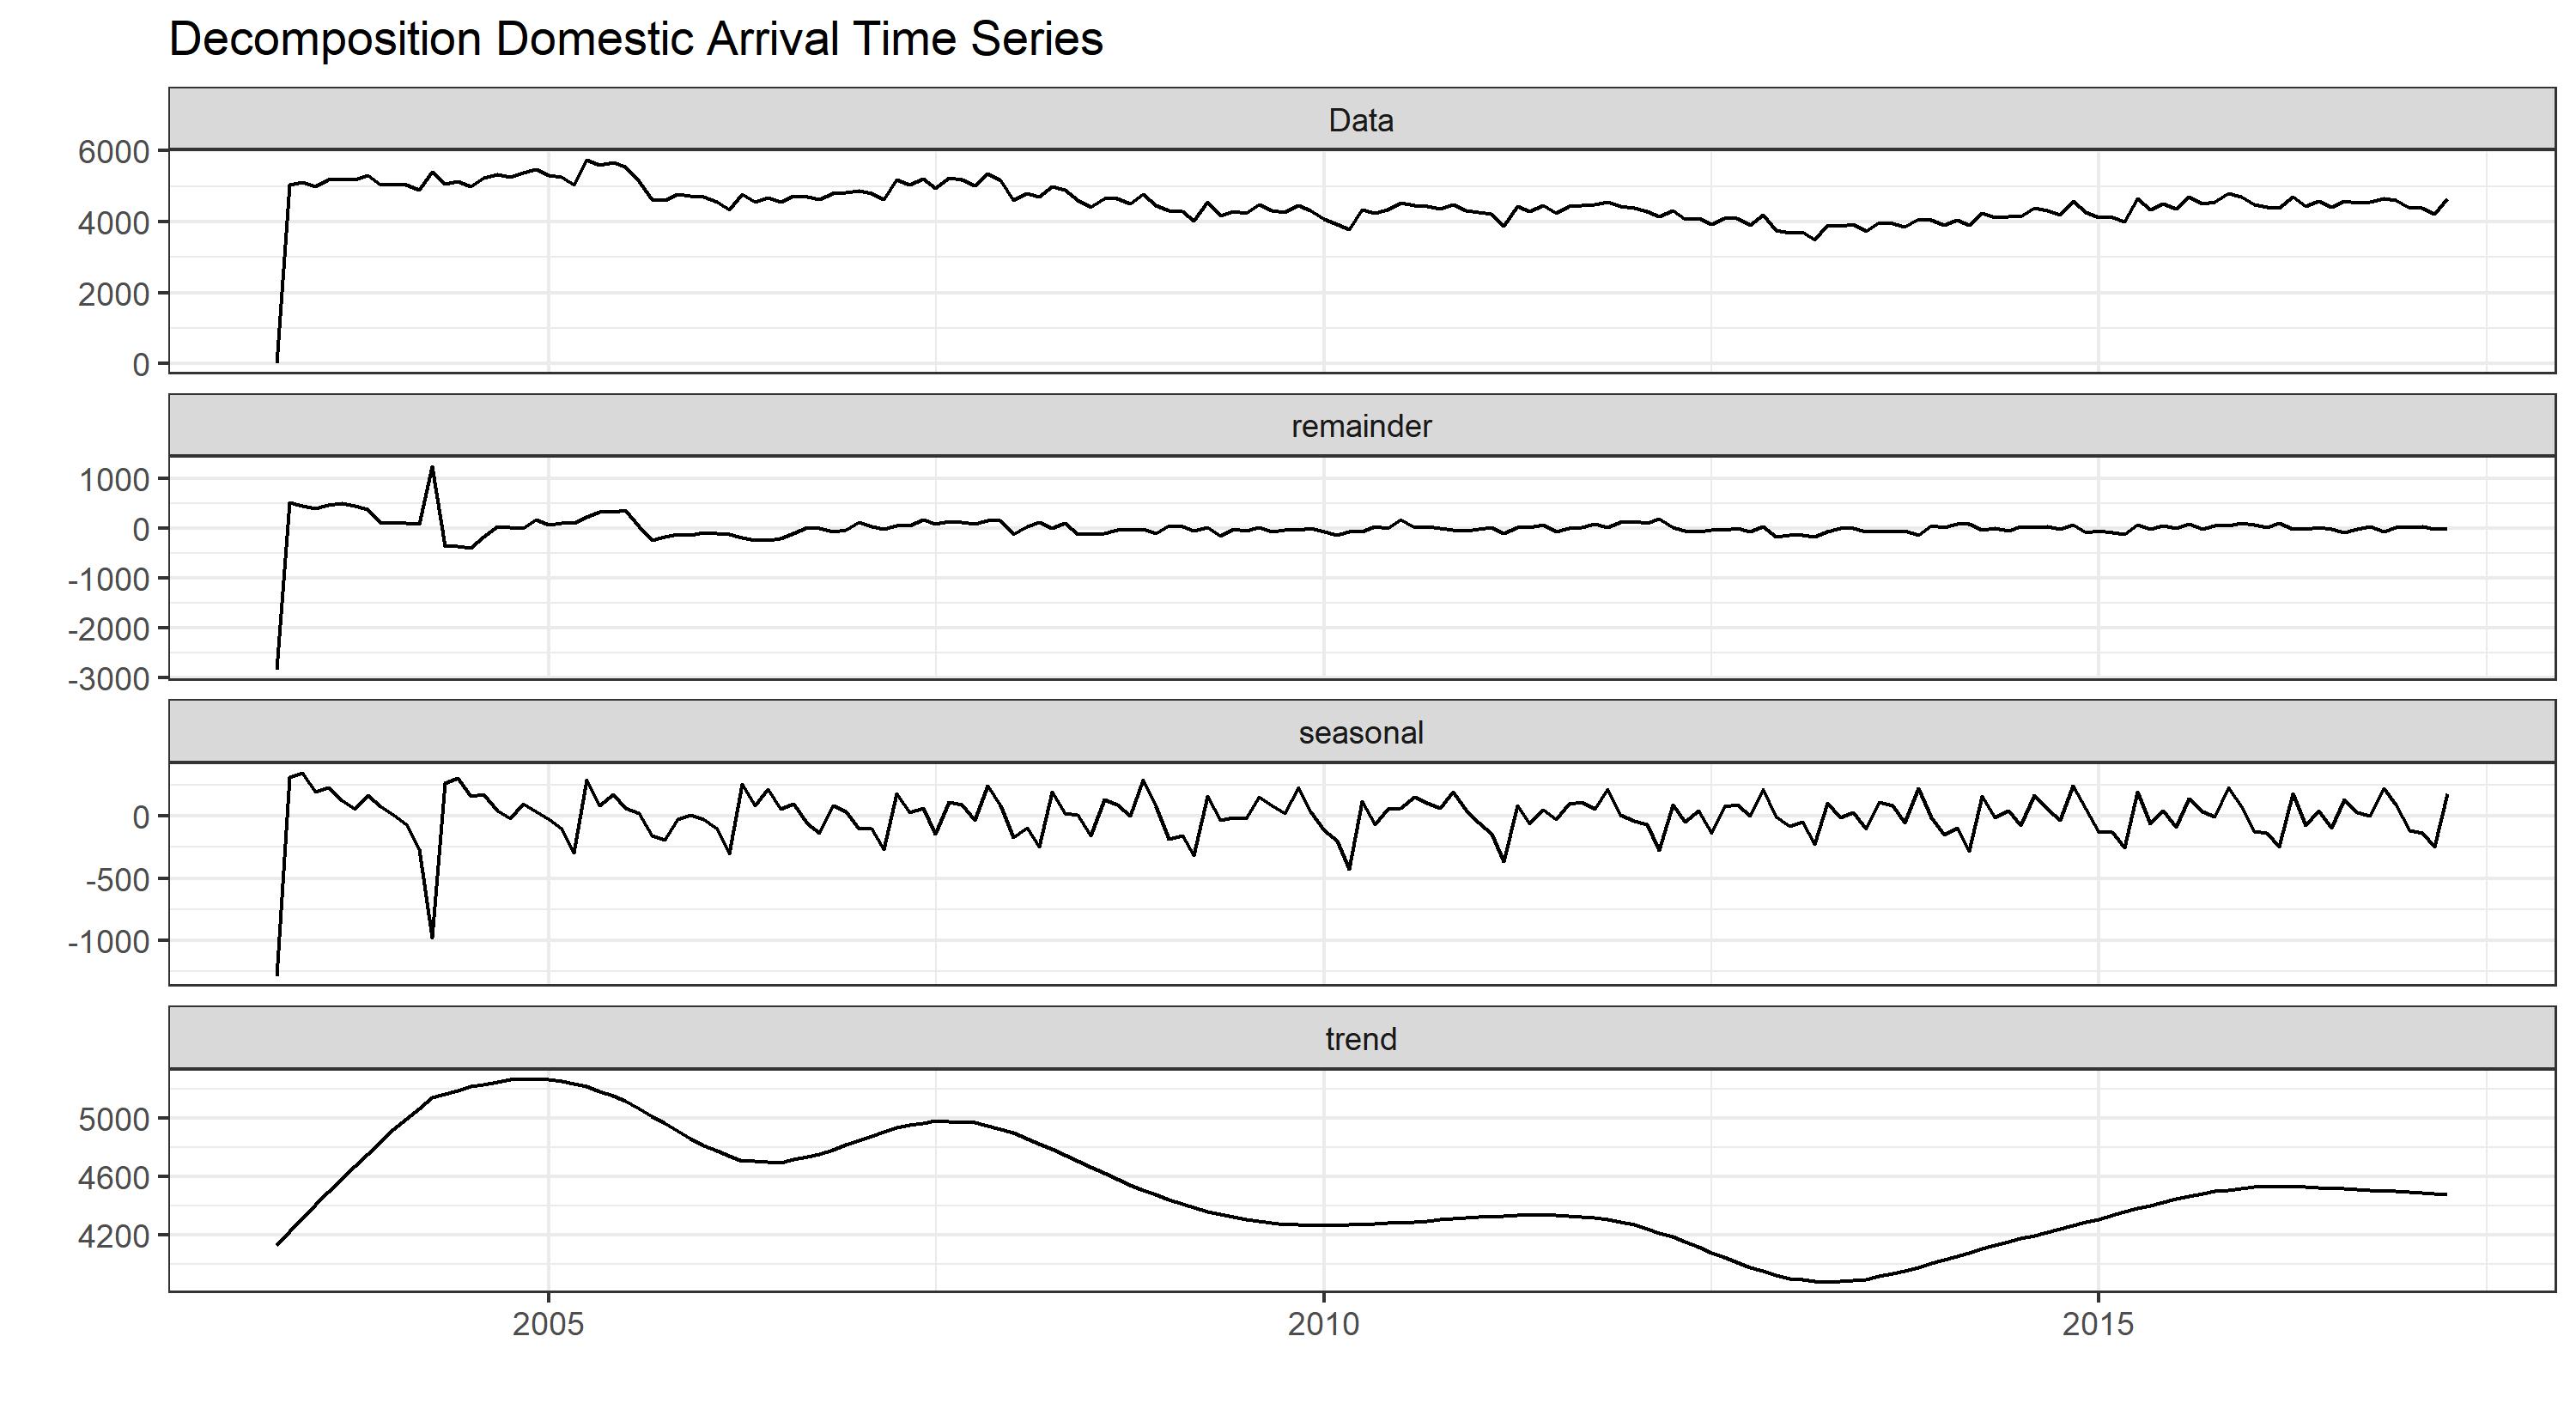 Decomposition Domestic Arrival Time Series
Data
6000
4000
2000
0
remainder
1000
0
-1000
-2000
-3000
seasonal
0
-500
-1000
trend
5000
4600
4200
2005 2010 2015